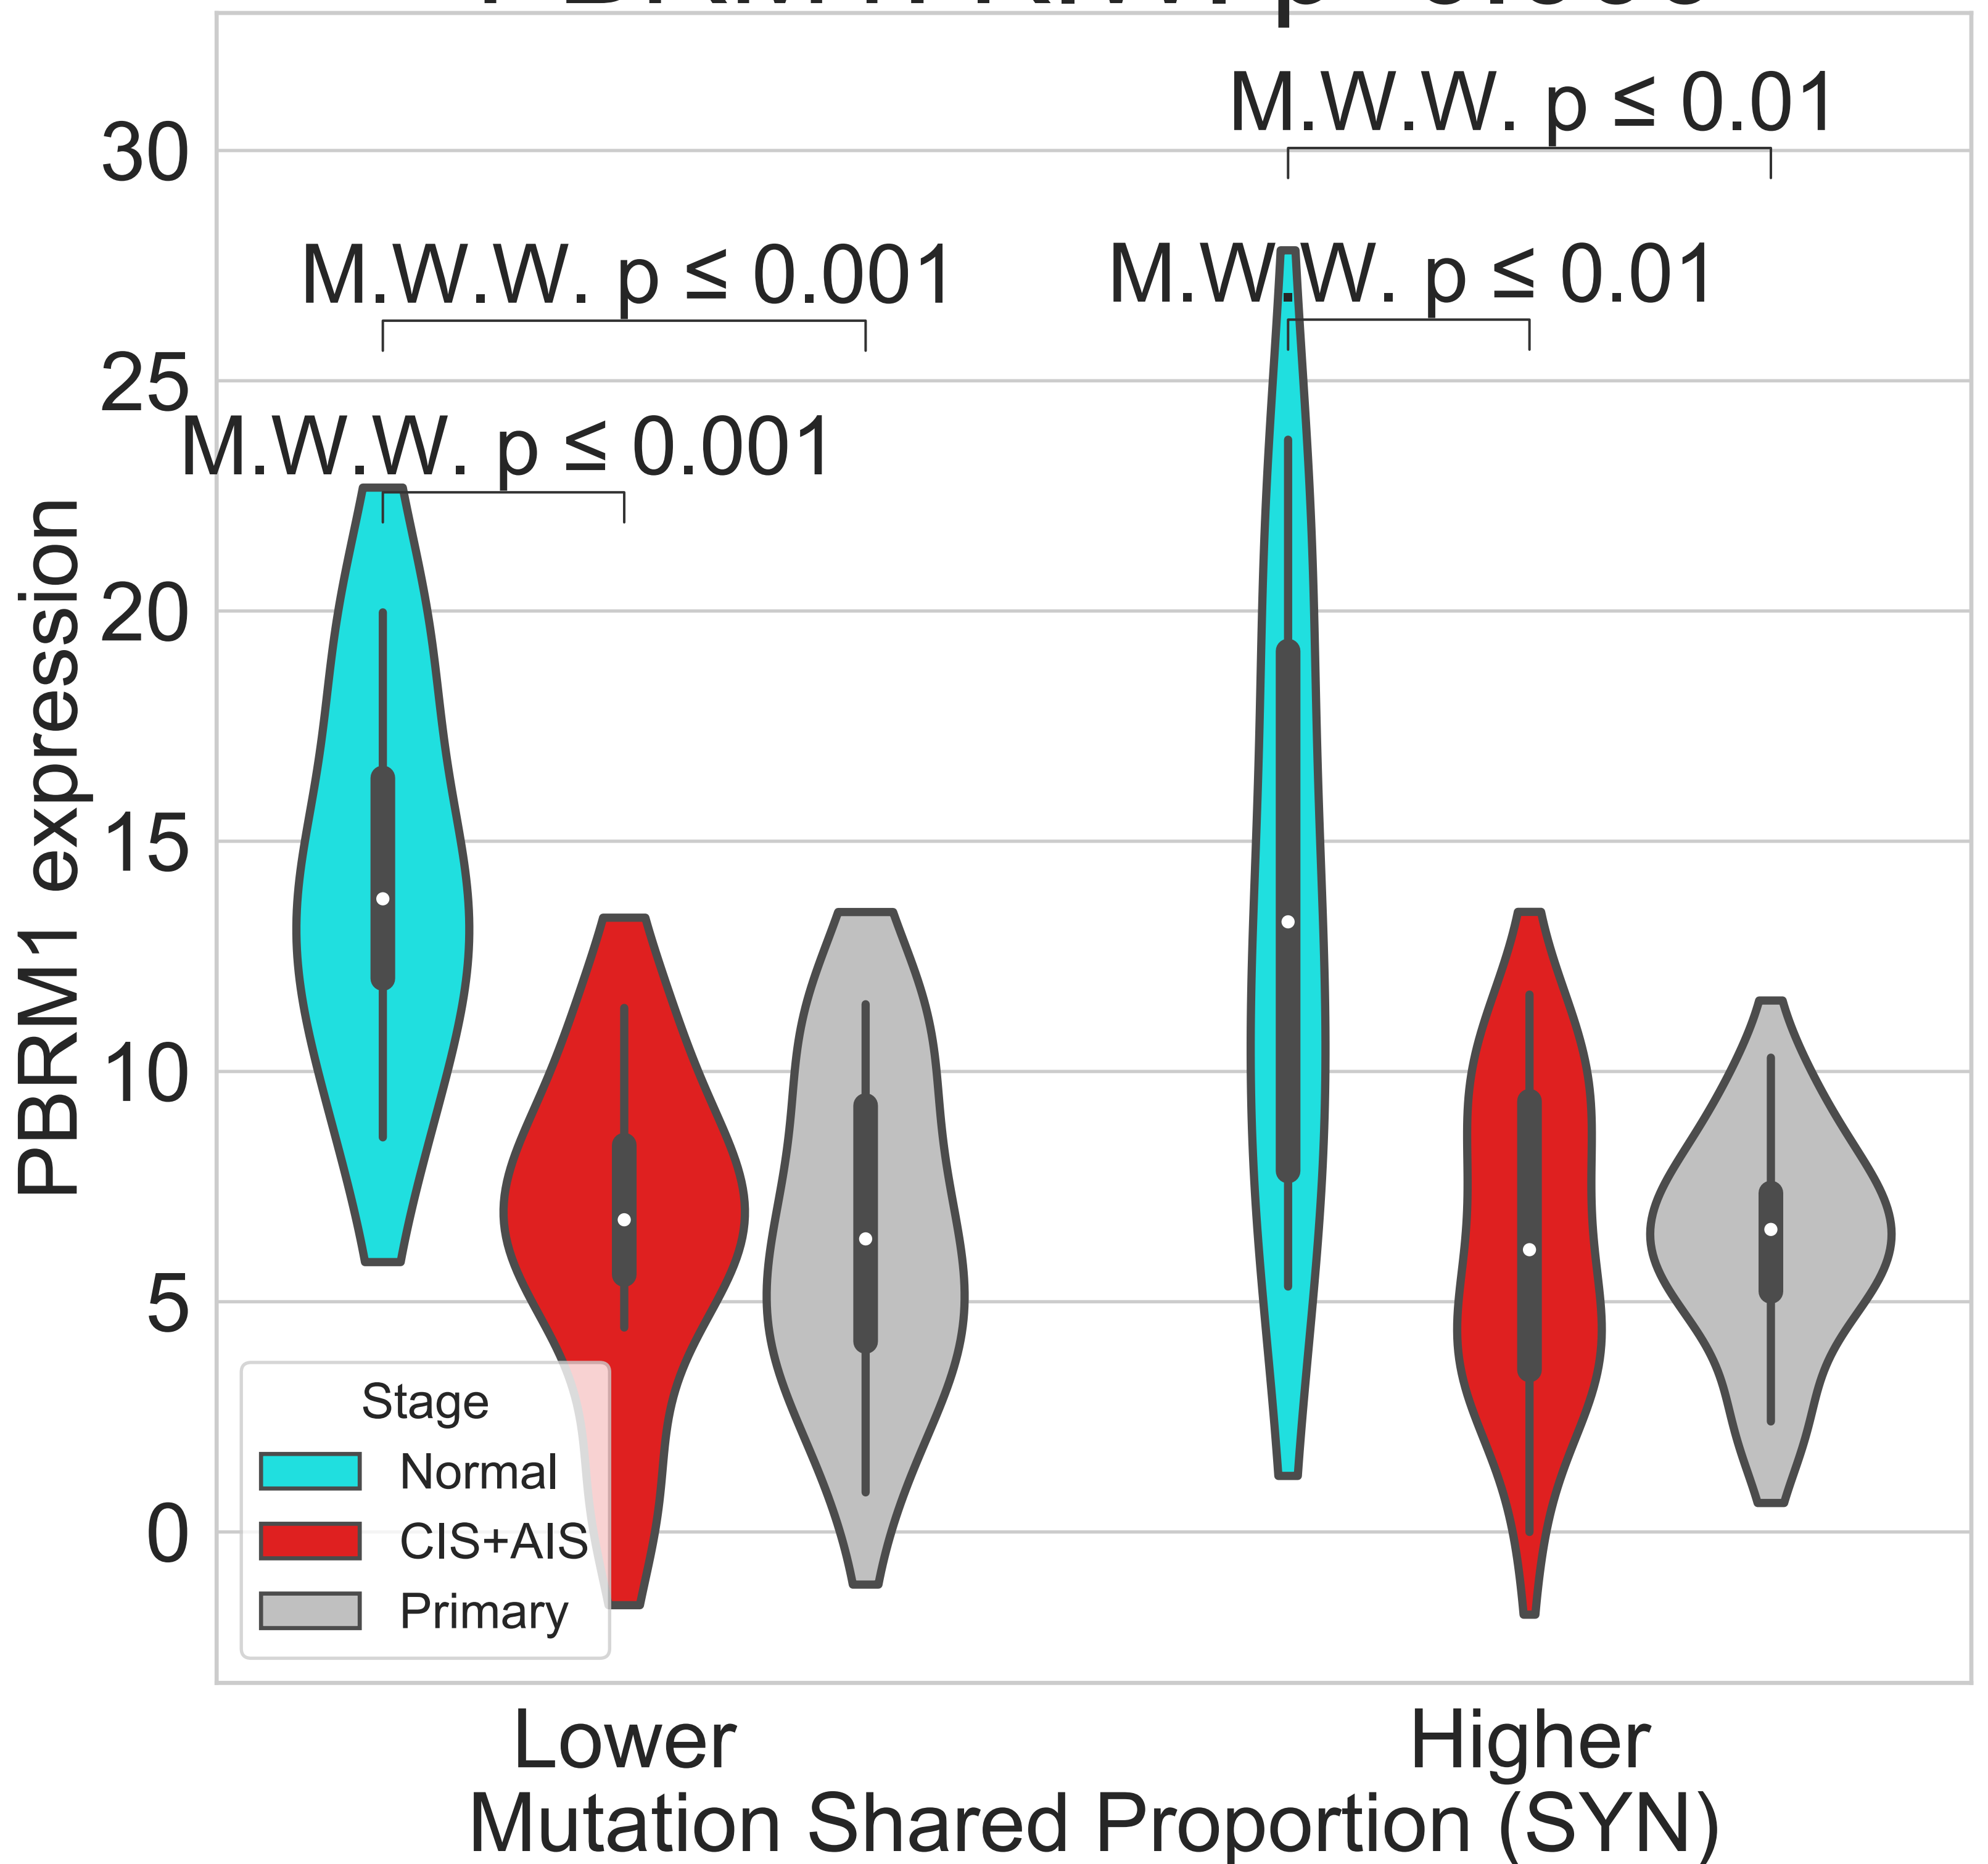 M.W.W. p ≤ 0.01
30
M.W.W. p ≤ 0.001
M.W.W. p ≤ 0.01
25
M.W.W. p ≤ 0.001
20
15
10
5
0
PBRM1 expression
Stage
Normal
CIS+AIS
Primary
Lower
Higher
Mutation Shared Proportion (SYN)